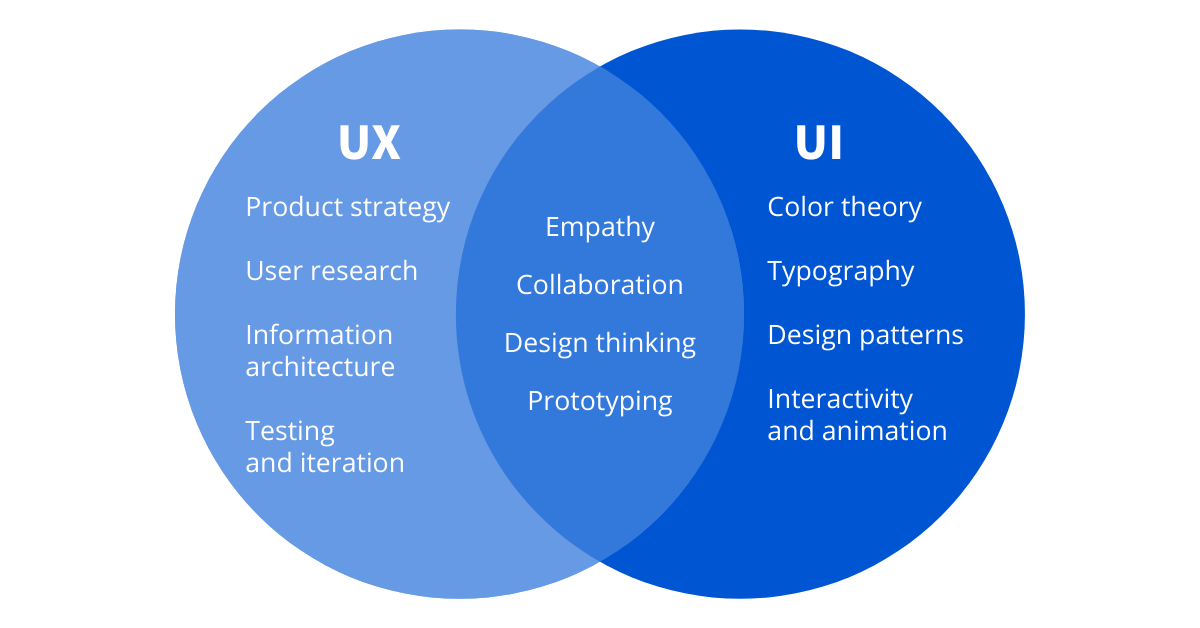 UX
Product strategy
User research
Information
architecture
Testing
and iteration
Empathy
Collaboration
Design thinking
Prototyping
UI
Color theory
Typography
Design patterns
Interactivity
and animation